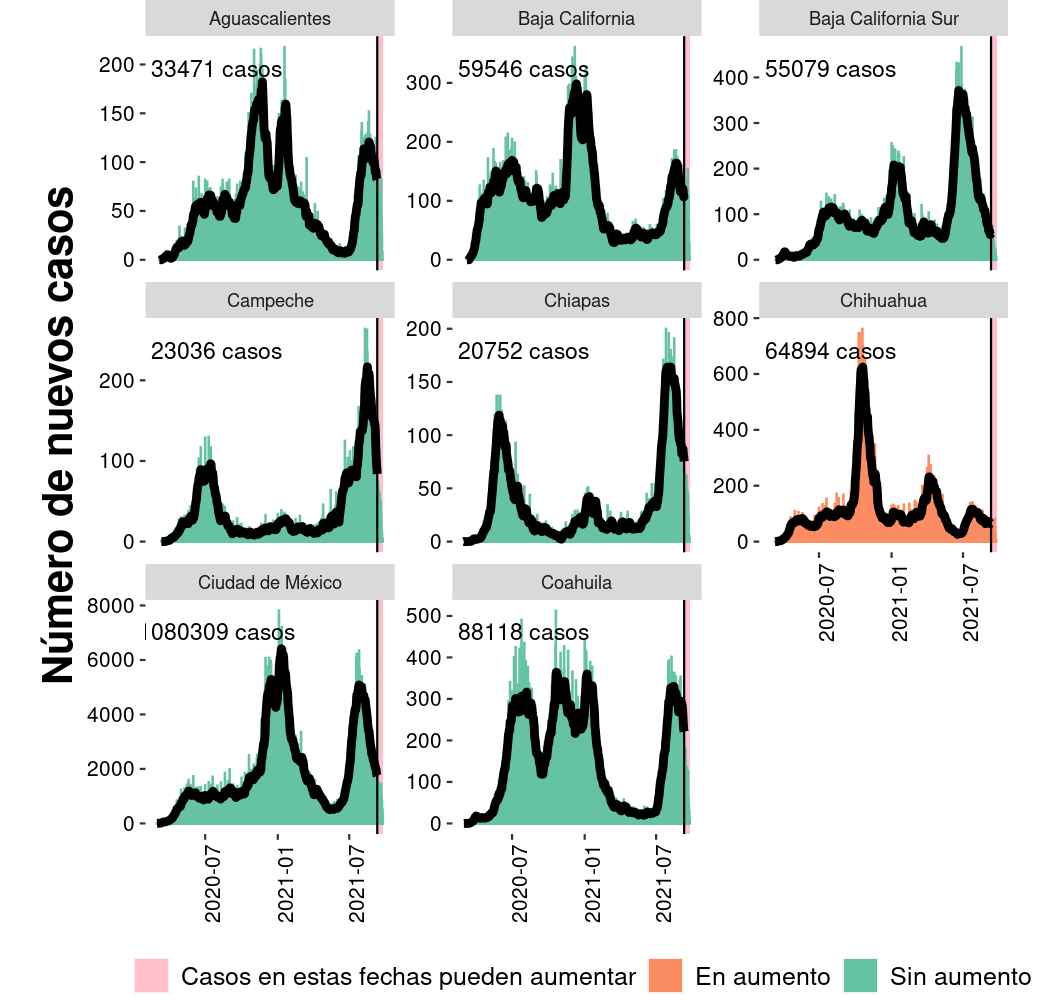 Número de nuevos casos
Aguascalientes
33471 casos
200
150
100
50
0
Baja California
59546 casos
300
200
100
0
Baja California Sur
55079 casos
400
300
200
100
0
Campeche
23036 casos
200
100
0
Chiapas
20752 casos
200
150
100
50
0
Chihuahua
64894 casos
800
600
400
200
0
2020-07
2021-01
2021-07
Ciudad de México
1080309 casos
8000
6000
4000
2000
0
2020-07
2021-01
2021-07
Coahuila
88118 casos
500
400
300
200
100
0
2020-07
2021-01
2021-07
Casos en estas fechas pueden aumentar
En aumento
Sin aumento